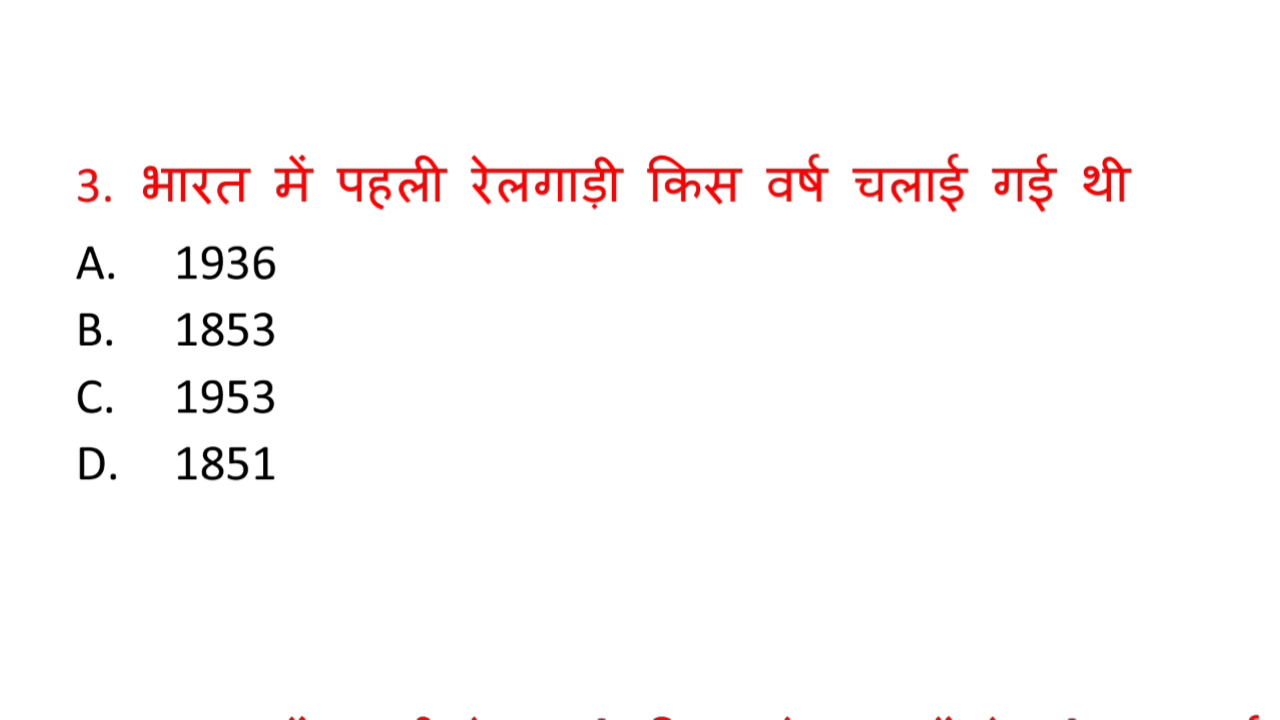 3. भारत में पहली रेलगाड़ी किस वर्ष चलाई गई थी
A. 1936
B. 1853
C. 1953
D. 1851